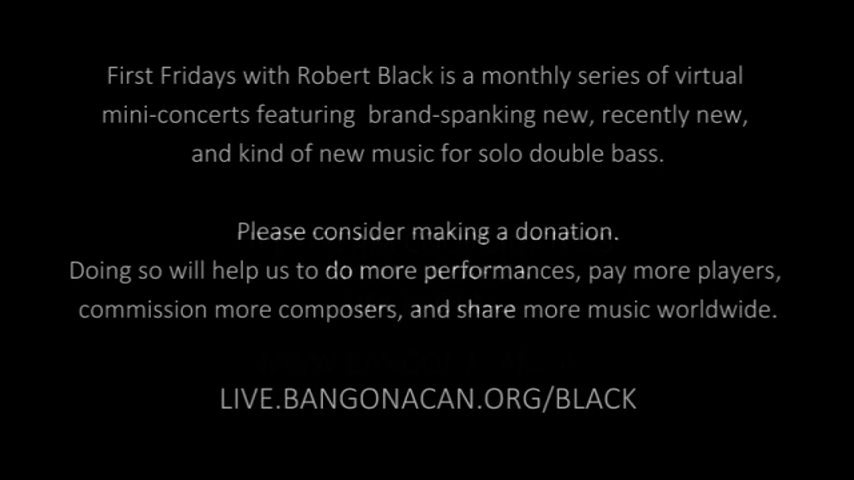 First Fridays with Robert Black is a monthly series of virtual
mini-concerts featuring  brand-spanking new, recently new,
and kind of new music for solo double bass.
Please consider making a donation.
Doing so will help us to do more performances, pay more players,
commission more composers, and share more music worldwide.
LIVE.BANGONACAN.ORG/BLACK